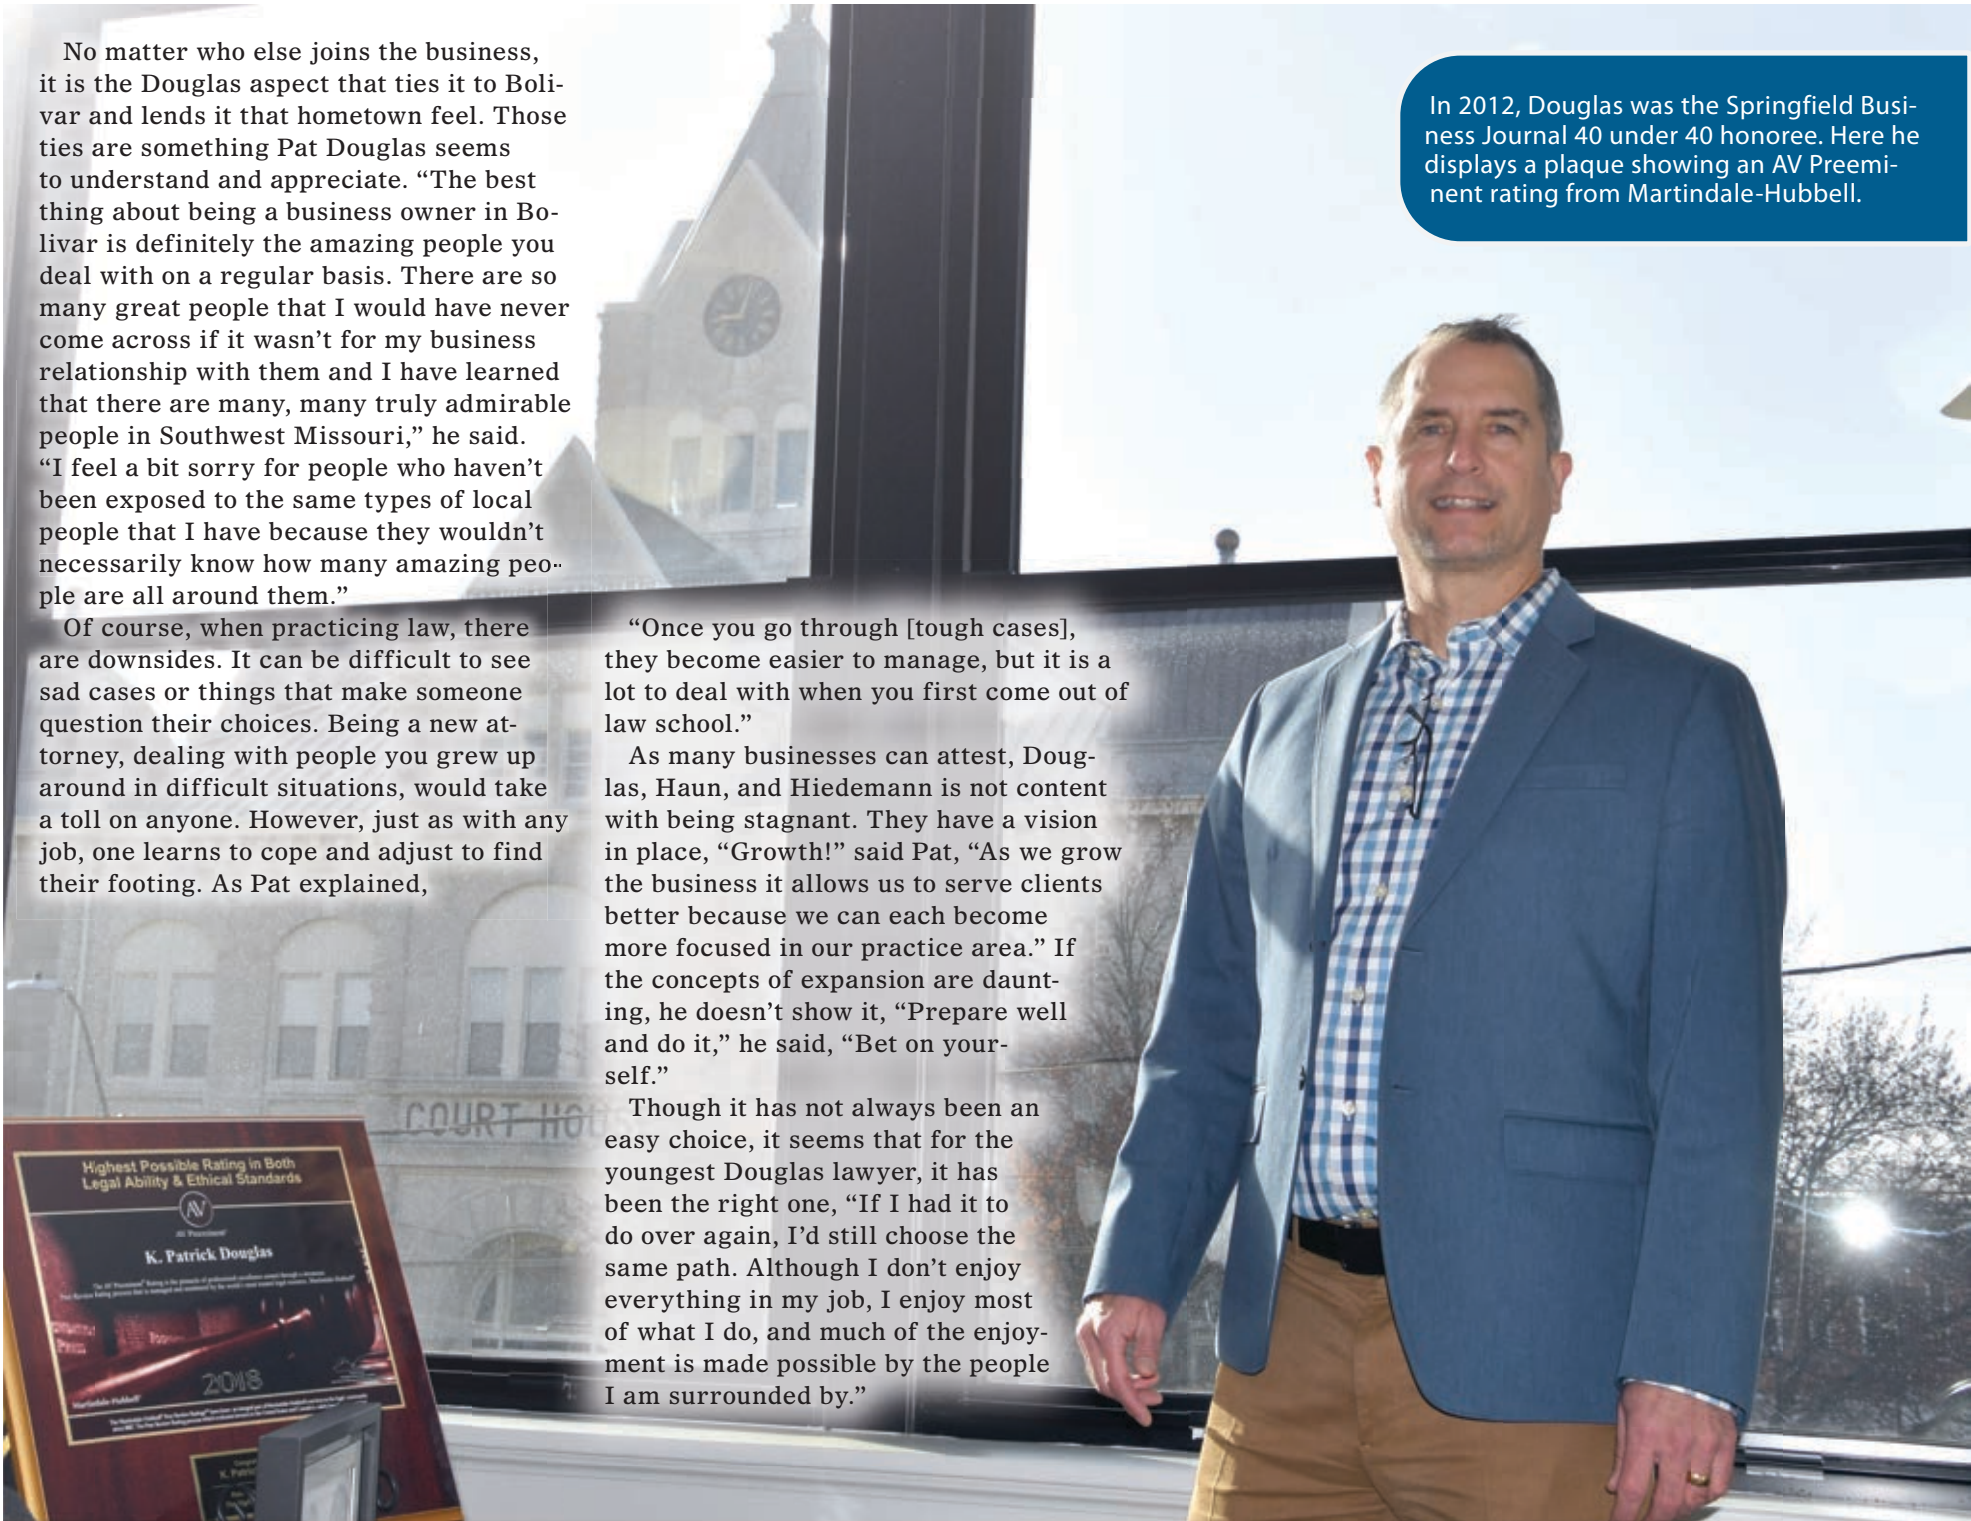 No matter who else joins the business,
it is the Douglas aspect that ties it to Boli-
var and lends it that hometown feel. Those
ties are something Pat Douglas seems
to understand and appreciate. “The best
thing about being a business owner in Bo-
livar is definitely the amazing people you
deal with on a regular basis. There are so
many great people that I would have never
come across if it wasn’t for my business
relationship with them and I have learned
that there are many, many truly admirable
people in Southwest Missouri,” he said.
“I feel a bit sorry for people who haven’t
been exposed to the same types of local
people that I have because they wouldn’t
necessarily know how many amazing peo-
ple are all around them.”
Of course, when practicing law, there
are downsides. It can be difficult to see
sad cases or things that make someone
question their choices. Being a new at-
torney, dealing with people you grew up
around in difficult situations, would take
a toll on anyone. However, just as with any
job, one learns to cope and adjust to find
their footing. As Pat explained,
“Once you go through [tough cases],
they become easier to manage, but it is a
lot to deal with when you first come out of
law school.”
As many businesses can attest, Doug-
las, Haun, and Hiedemann is not content
with being stagnant. They have a vision
in place, “Growth!” said Pat, “As we grow
the business it allows us to serve clients
better because we can each become
more focused in our practice area.” If
the concepts of expansion are daunt-
ing, he doesn’t show it, “Prepare well
and do it,” he said, “Bet on your-
self.”
Though it has not always been an
easy choice, it seems that for the
youngest Douglas lawyer, it has
been the right one, “If I had it to
do over again, I’d still choose the
same path. Although I don’t enjoy
everything in my job, I enjoy most
of what I do, and much of the enjoy-
ment is made possible by the people
I am surrounded by.”
In 2012, Douglas was the Springfield Busi-
ness Journal 40 under 40 honoree. Here he
displays a plaque showing an AV Preemi-
nent rating from Martindale-Hubbell.
COURT HOUS
Highest Possible Rating in Both
Legal Ability & Ethical Standards
AV
AV Preeminent
K. Patrick Douglas
2018
Martindale-Hubbell